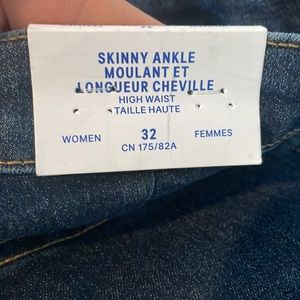 SKINNY ANKLE
MOULANT ET
LONGUEUR CHEVILLE
HIGH WAIST
TAILLE HAUTE
WOMEN 32 FEMMES
CN 175/82A